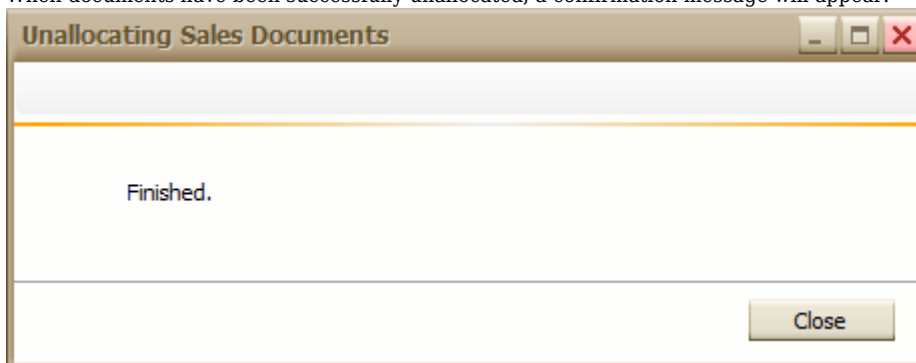 When documents have been successfully unallocated, a confirmation message will appear:
Unallocating Sales Documents
Finished.
Close